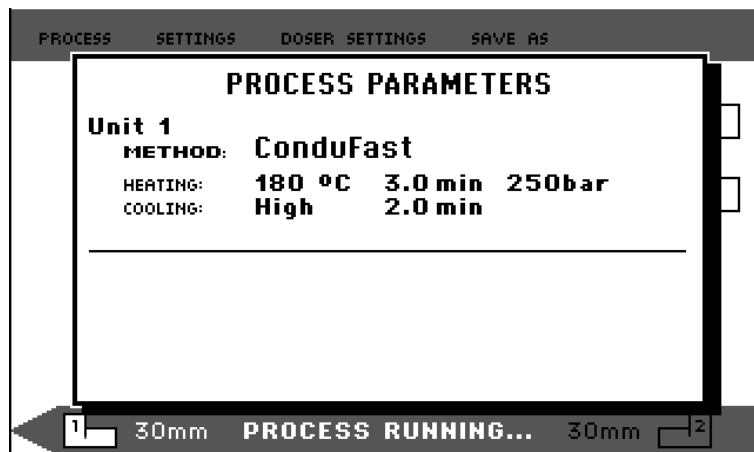 PROCESS SETTINGS DOSER SETTINGS SAVE AS
PROCESS PARAMETERS
Unit 1
METHOD: ConduFast
HEATING: 180 ºC 3.0 min 250bar
COOLING: High 2.0 min
1 30mm PROCESS RUNNING... 30mm 2